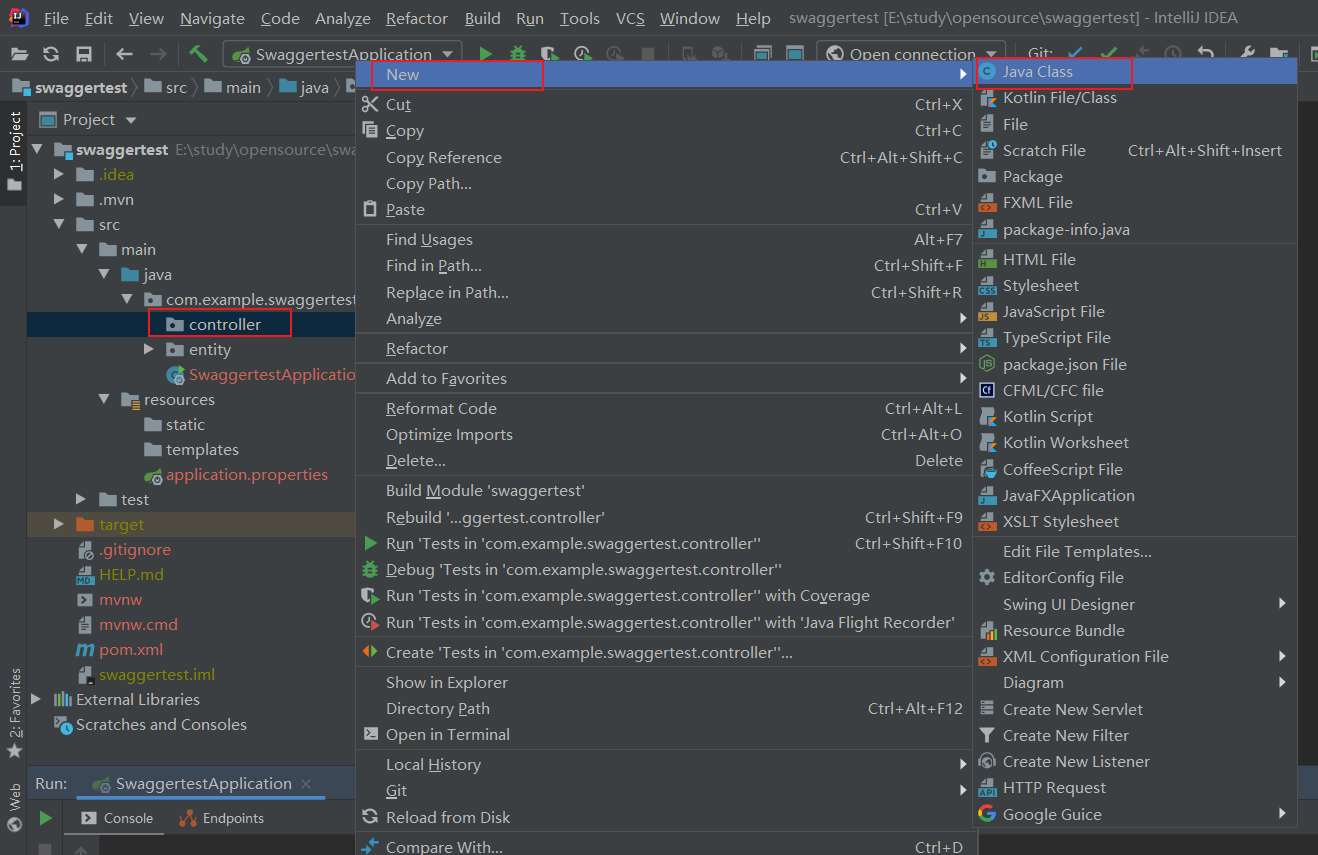 File Edit View Navigate Code Analyze Refactor Build Run Tools VCS Window Help swaggertest [E:\study\opensource\swaggertest] - IntelliJ IDEA
SwaggertestApplication Open connection Git:
swaggertest src main java
1: Project
Project
swaggertest E:\study\opensource\swa
.idea
.mvn
src
main
java
com.example.swaggertest
controller
entity
SwaggertestApplicatio
resources
static
templates
application.properties
test
target
.gitignore
HELP.md
mvnw
mvnw.cmd
pom.xml
swaggertest.iml
External Libraries
Scratches and Consoles
2: Favorites
Web
Run: SwaggertestApplication
Console Endpoints
New
Cut Ctrl+X
Copy Ctrl+C
Copy Reference Ctrl+Alt+Shift+C
Copy Path...
Paste Ctrl+V
Find Usages Alt+F7
Find in Path... Ctrl+Shift+F
Replace in Path... Ctrl+Shift+R
Analyze
Refactor
Add to Favorites
Reformat Code Ctrl+Alt+L
Optimize Imports Ctrl+Alt+O
Delete... Delete
Build Module 'swaggertest'
Rebuild '...ggertest.controller' Ctrl+Shift+F9
Run 'Tests in 'com.example.swaggertest.controller'' Ctrl+Shift+F10
Debug 'Tests in 'com.example.swaggertest.controller''
Run 'Tests in 'com.example.swaggertest.controller'' with Coverage
Run 'Tests in 'com.example.swaggertest.controller'' with 'Java Flight Recorder'
Create 'Tests in 'com.example.swaggertest.controller''...
Show in Explorer
Directory Path Ctrl+Alt+F12
Open in Terminal
Local History
Git
Reload from Disk
Compare With... Ctrl+D
Java Class
Kotlin File/Class
File
Scratch File Ctrl+Alt+Shift+Insert
Package
FXML File
package-info.java
HTML File
Stylesheet
JavaScript File
TypeScript File
package.json File
CFML/CFC file
Kotlin Script
Kotlin Worksheet
CoffeeScript File
JavaFXApplication
XSLT Stylesheet
Edit File Templates...
EditorConfig File
Swing UI Designer
Resource Bundle
XML Configuration File
Diagram
Create New Servlet
Create New Filter
Create New Listener
HTTP Request
Google Guice